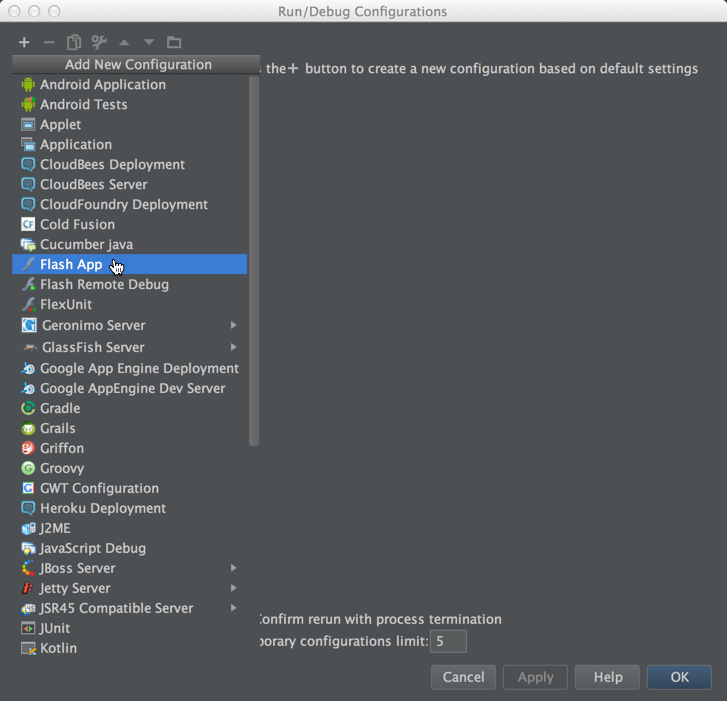 Run/Debug Configurations
Add New Configuration
the + button to create a new configuration based on default settings
Android Application
Android Tests
Applet
Application
CloudBees Deployment
CloudBees Server
CloudFoundry Deployment
CF Cold Fusion
Cucumber java
Flash App
Flash Remote Debug
FlexUnit
Geronimo Server
GlassFish Server
Google App Engine Deployment
Google AppEngine Dev Server
Gradle
Grails
Griffon
Groovy
GWT Configuration
Heroku Deployment
J2ME
JavaScript Debug
JBoss Server
Jetty Server
JSR45 Compatible Server
JUnit
Kotlin
Confirm rerun with process termination
porary configurations limit: 5
Cancel Apply Help OK